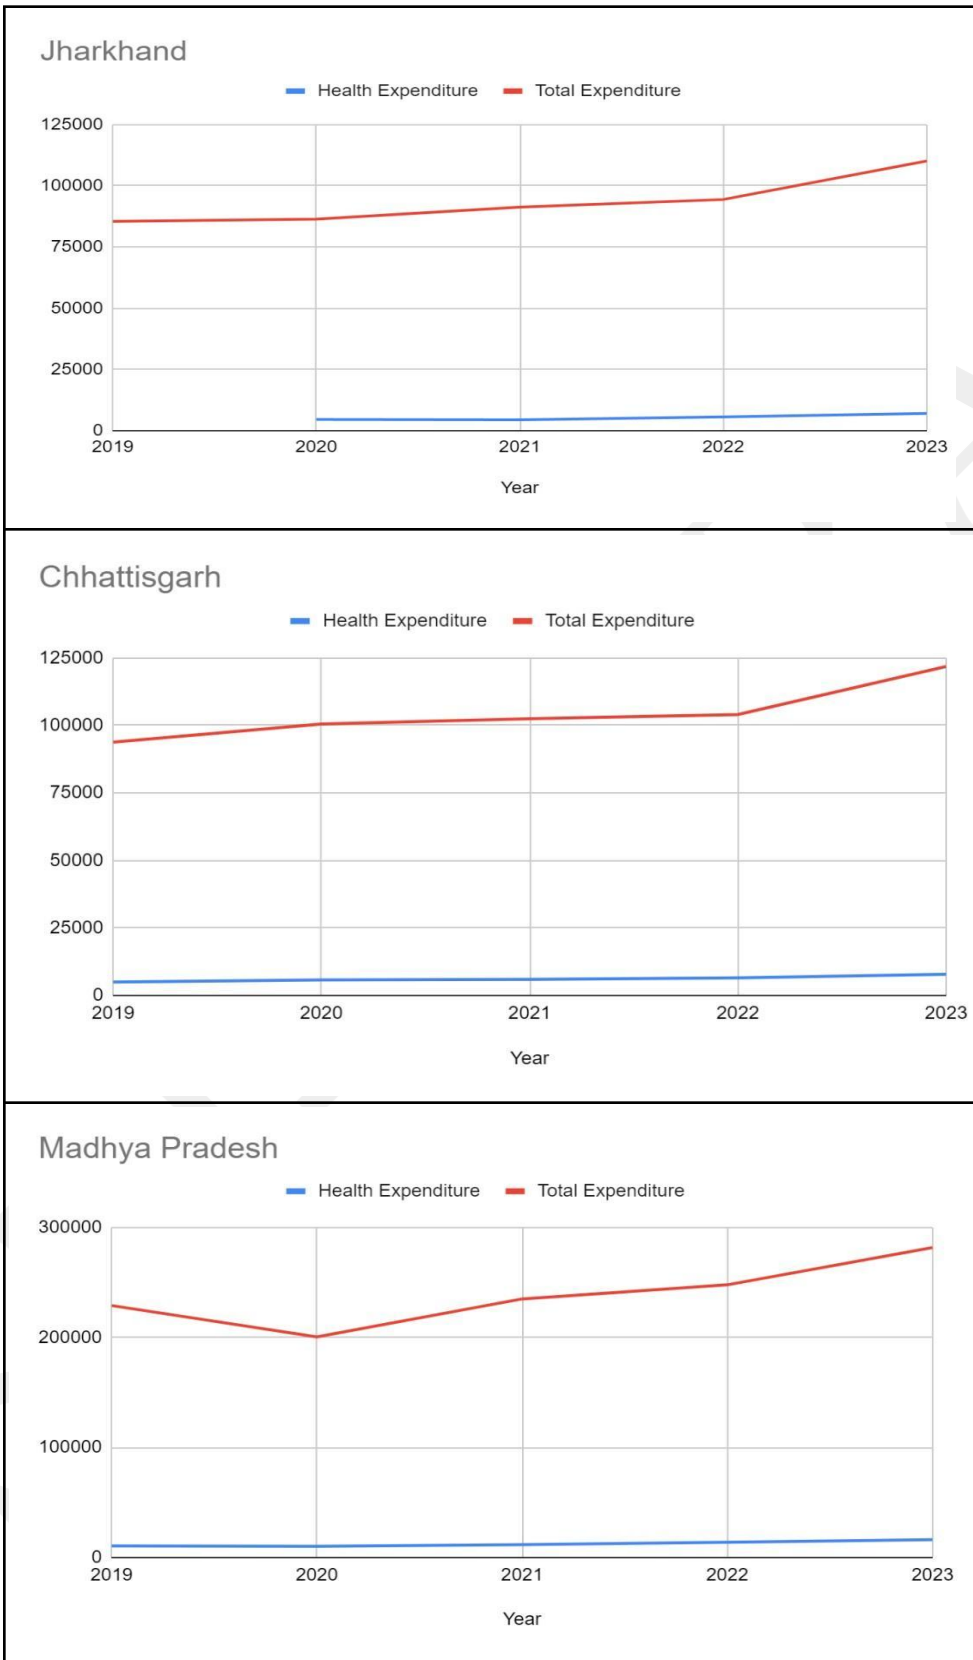 Jharkhand
Health Expenditure Total Expenditure
125000
100000
75000
50000
25000
0
2019 2020 2021 2022 2023
Year
Chhattisgarh
Health Expenditure Total Expenditure
125000
100000
75000
50000
25000
0
2019 2020 2021 2022 2023
Year
Madhya Pradesh
Health Expenditure Total Expenditure
300000
200000
100000
0
2019 2020 2021 2022 2023
Year